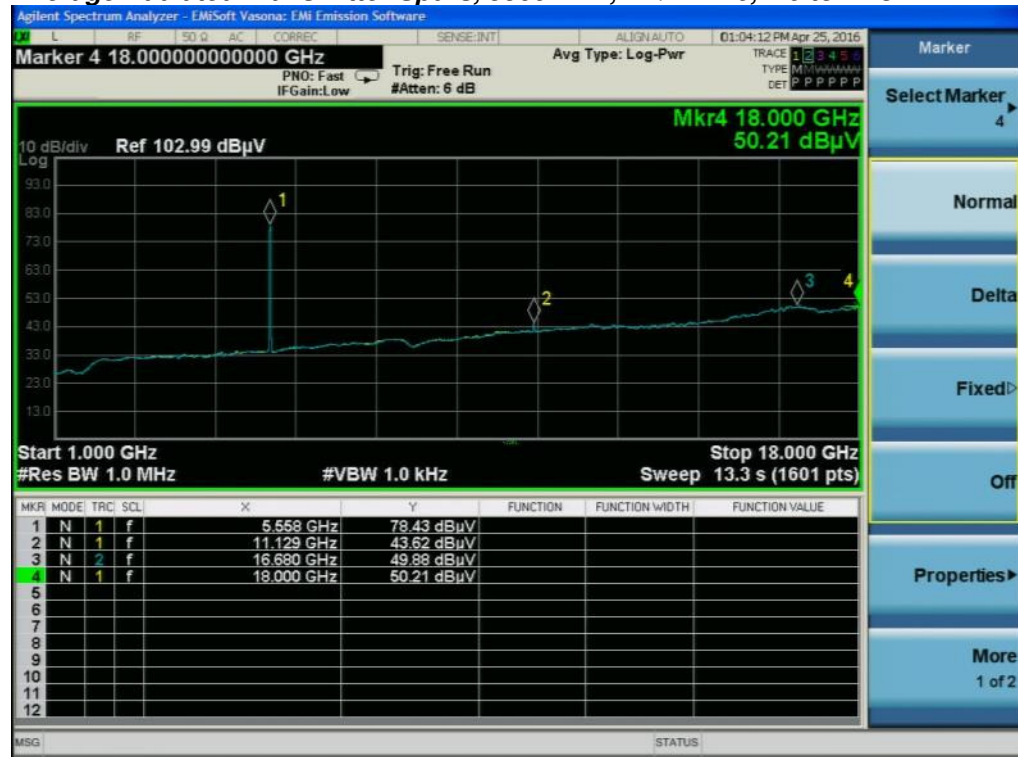 Agilent Spectrum Analyzer - EMiSoft Vasona: EMi Emission Software
L RF 50 Ω AC CORREC SENSE:INT ALIGNAUTO 01:04:12 PM Apr 25, 2016
Marker 4 18.000000000000 GHz
PNO: Fast
IFGain:Low
Trig: Free Run
#Atten: 6 dB
Avg Type: Log-Pwr
TRACE 1 2 3 4 5 6
TYPE M M W W W W
DET P P P P P P
Mkr4 18.000 GHz
50.21 dBµV
10 dB/div Ref 102.99 dBµV
Log
93.0
83.0
73.0
63.0
53.0
43.0
33.0
23.0
13.0
1
2
3
4
Start 1.000 GHz Stop 18.000 GHz
#Res BW 1.0 MHz #VBW 1.0 kHz Sweep 13.3 s (1601 pts)
MKR MODE TRC SCL X Y FUNCTION FUNCTION WIDTH FUNCTION VALUE
1 N 1 f 5.558 GHz 78.43 dBµV
2 N 1 f 11.129 GHz 43.62 dBµV
3 N 2 f 16.680 GHz 49.88 dBµV
4 N 1 f 18.000 GHz 50.21 dBµV
5
6
7
8
9
10
11
12
MSG STATUS
Marker
Select Marker
4
Normal
Delta
Fixed
Off
Properties
More
1 of 2